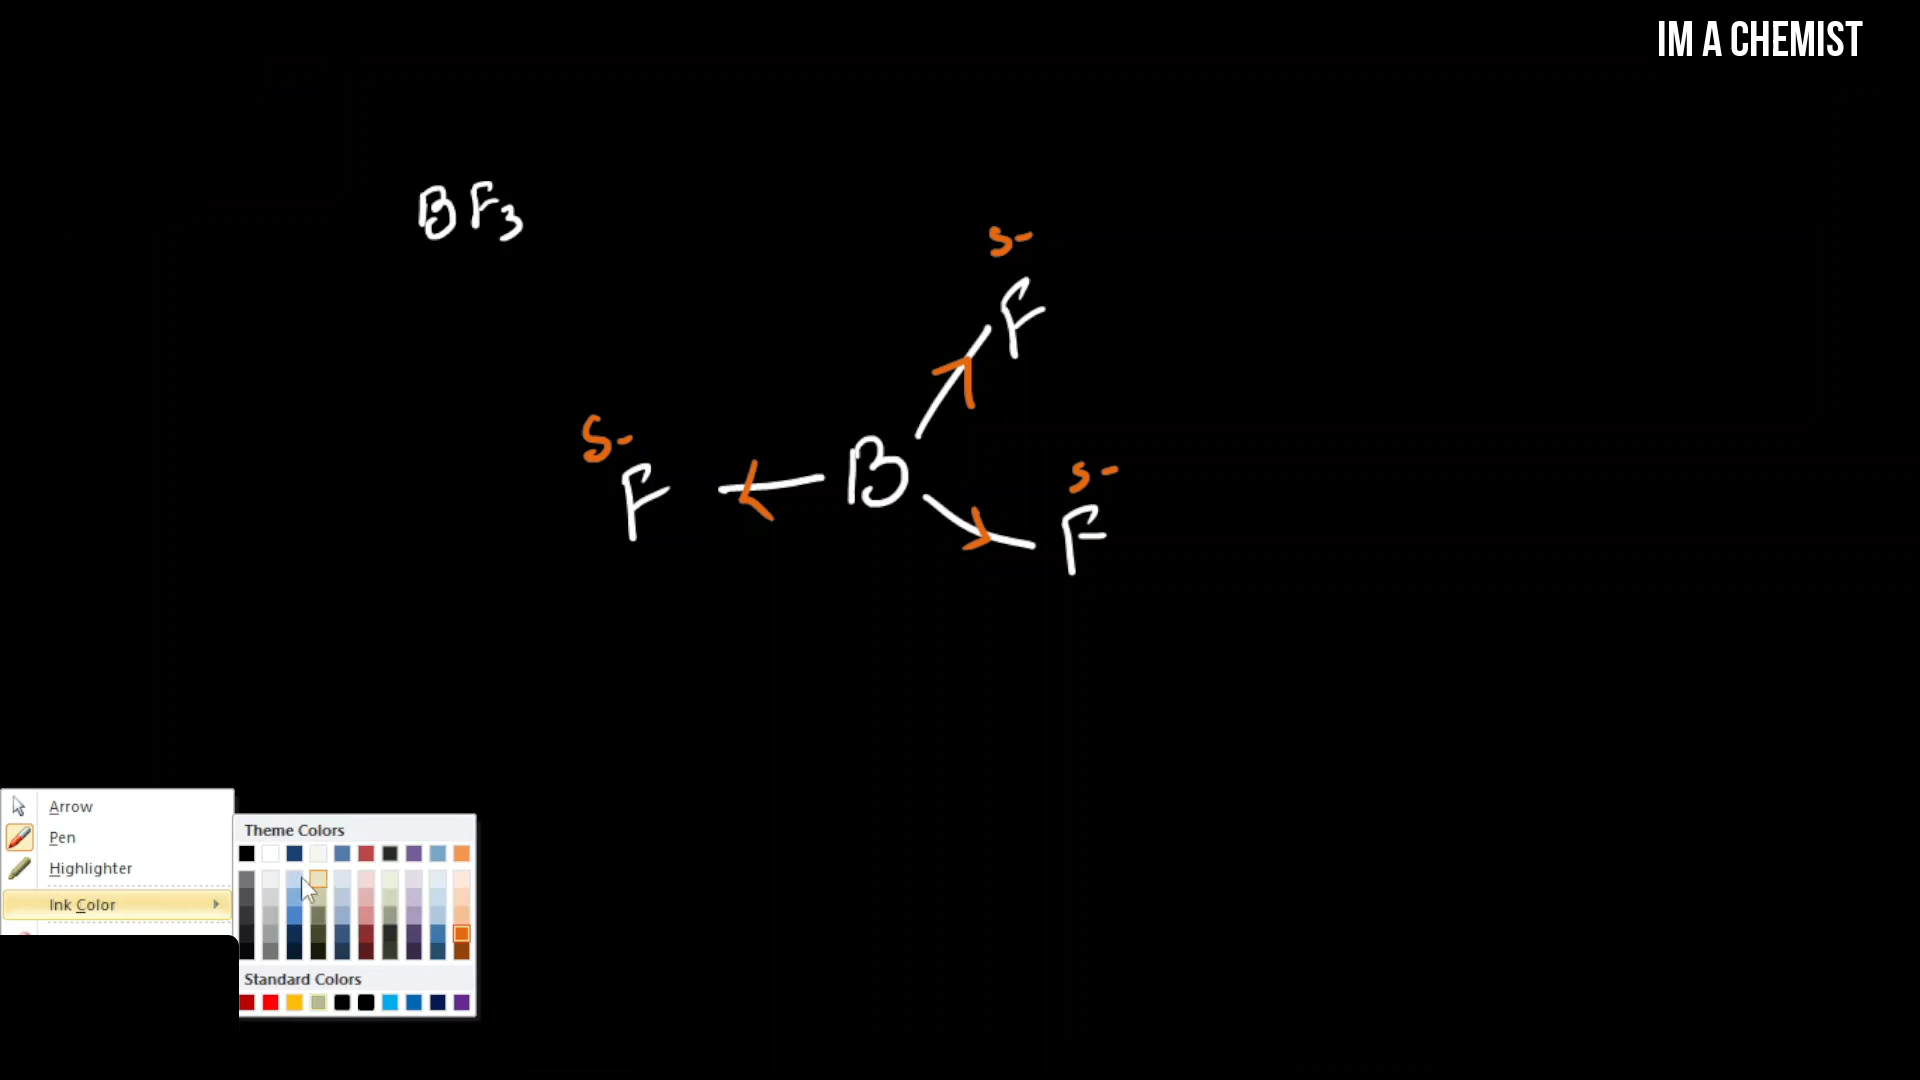 IM A CHEMIST
BF3
S-
F
S-
F
B
S-
F
Arrow
Pen
Highlighter
Ink Color
Theme Colors
Standard Colors